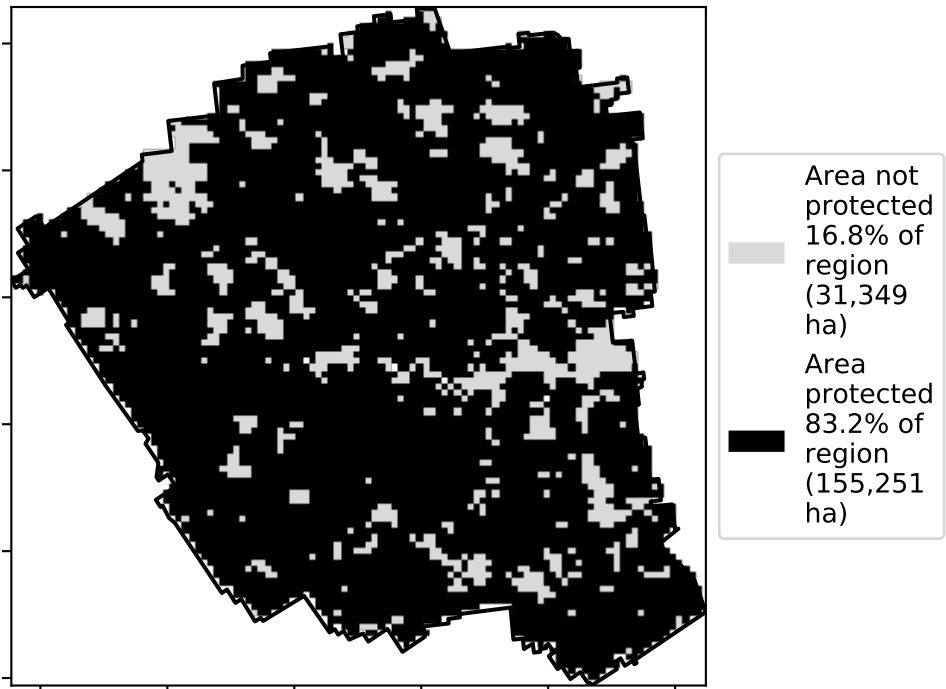 Area not
protected
16.8% of
region
(31,349
ha)
Area
protected
83.2% of
region
(155,251
ha)